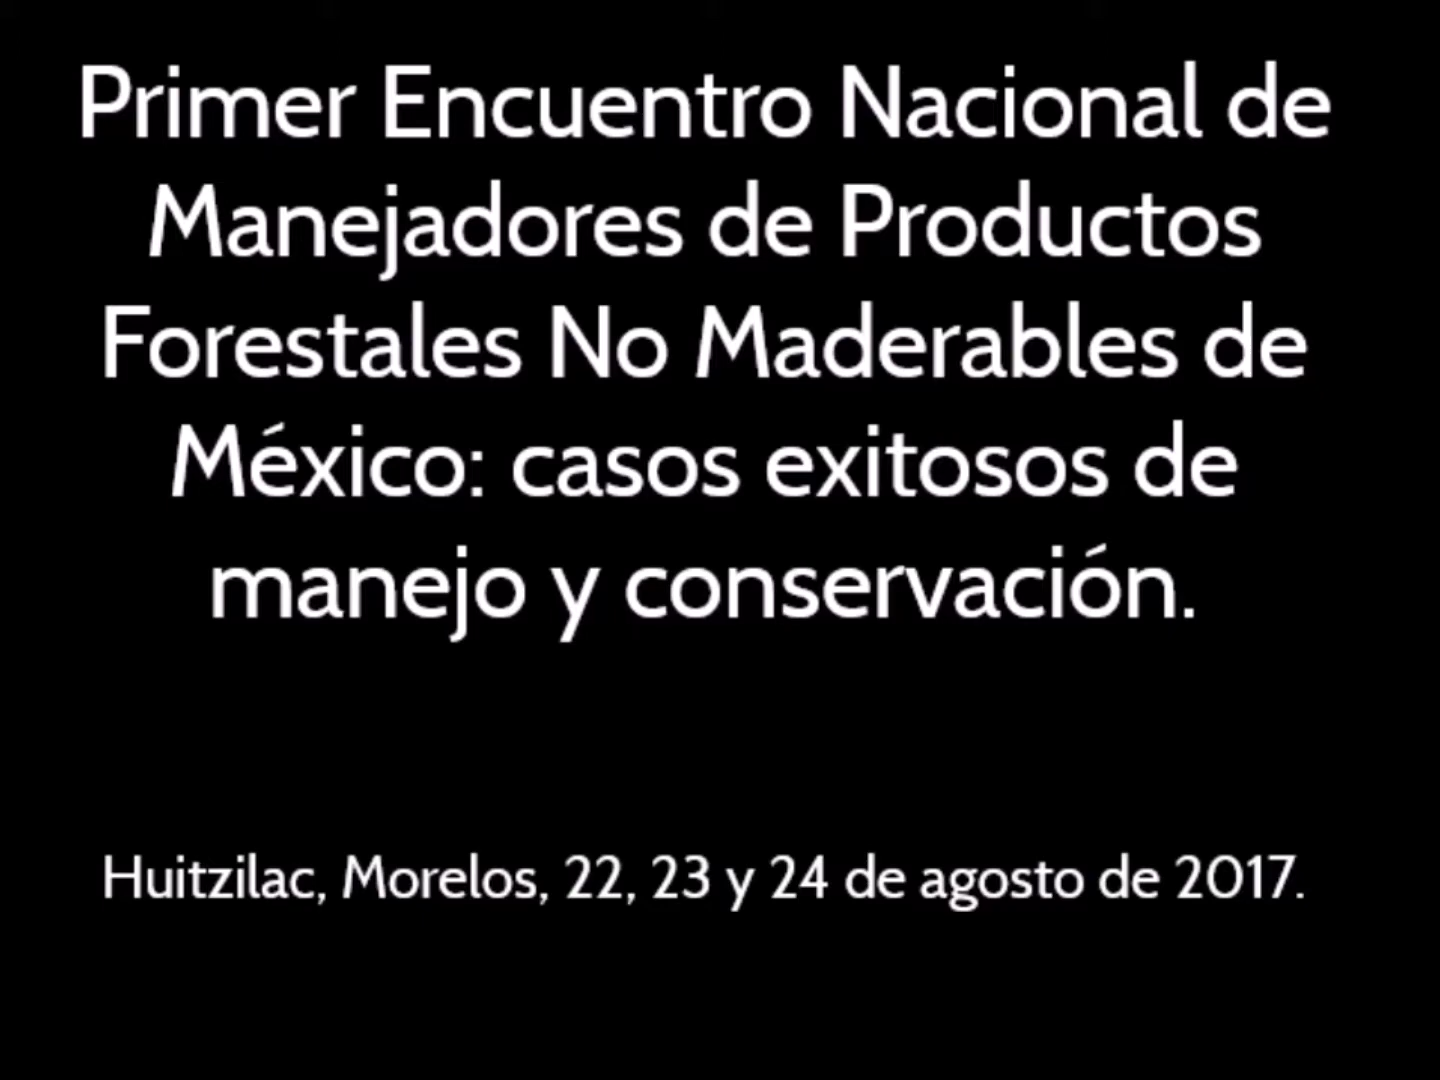 Primer Encuentro Nacional de
Manejadores de Productos
Forestales No Maderables de
México: casos exitosos de
manejo y conservación.
Huitzilac, Morelos, 22, 23 y 24 de agosto de 2017.